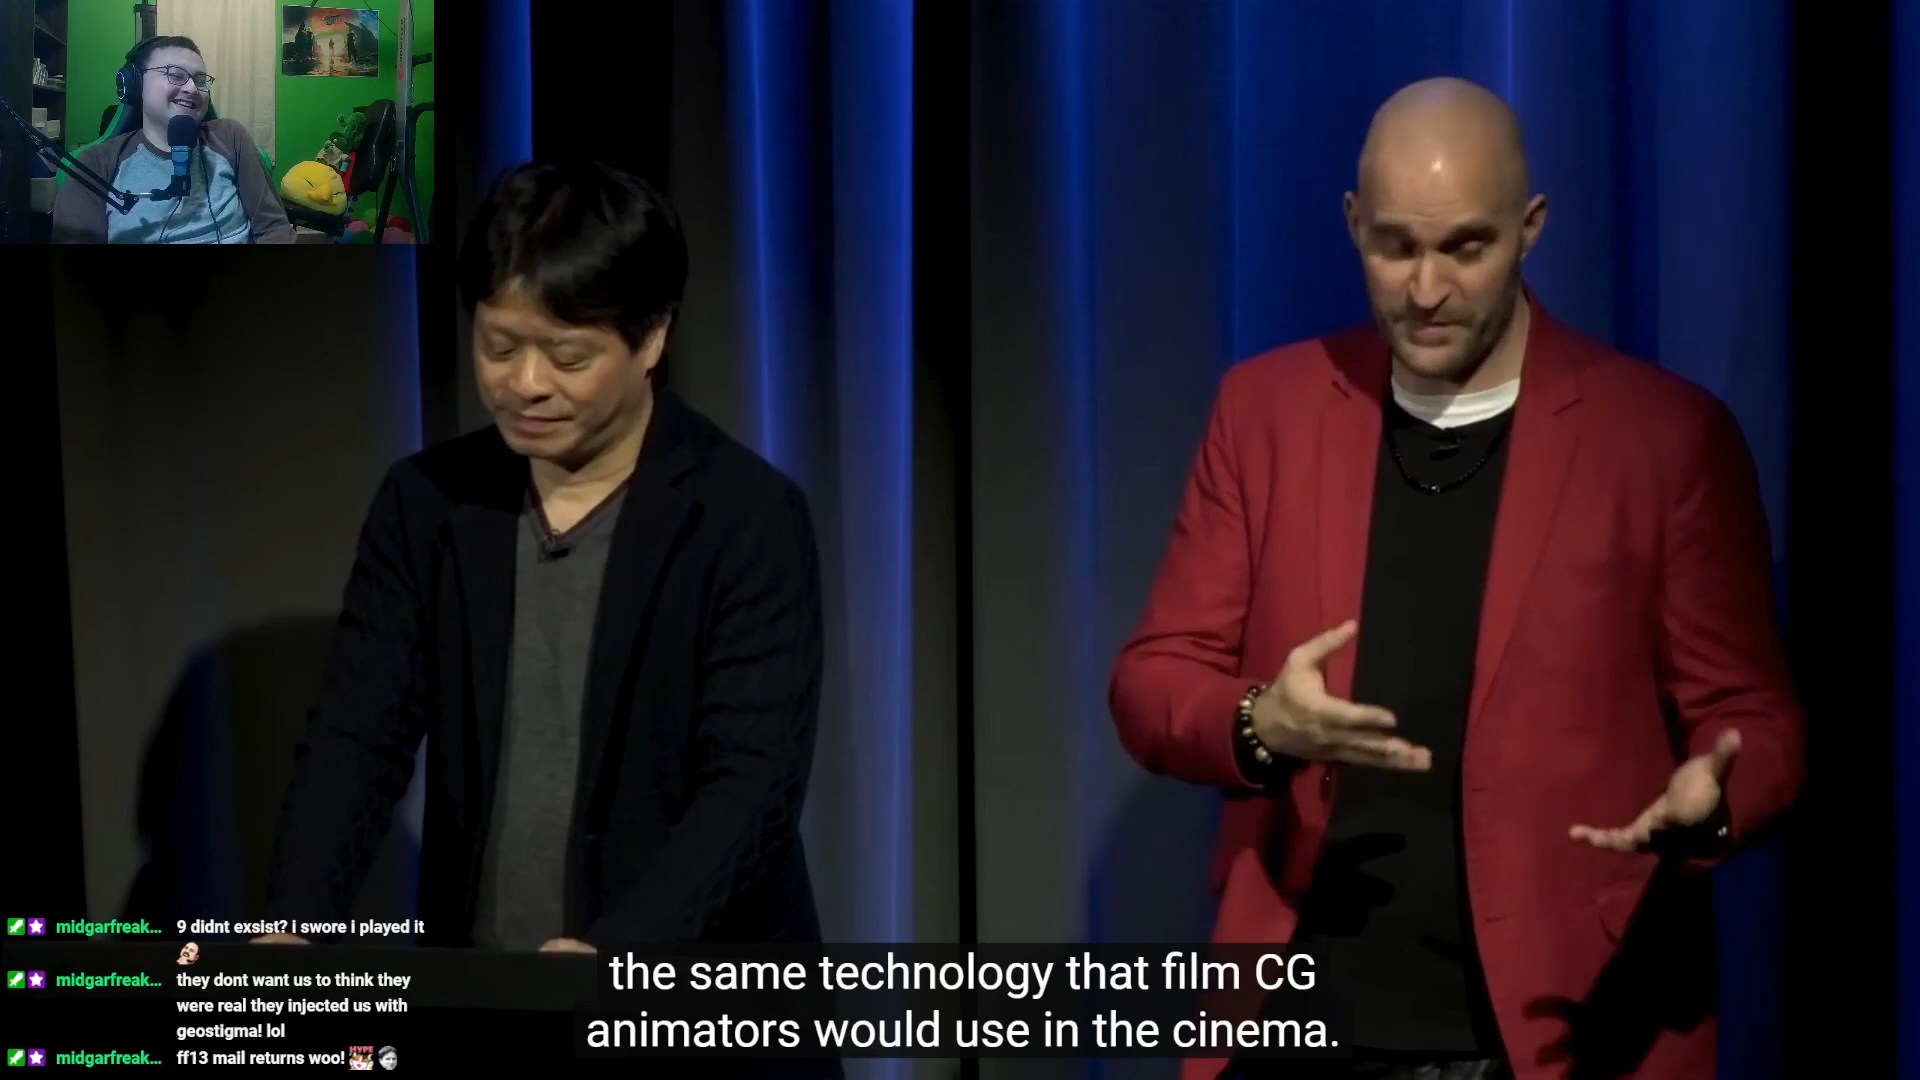 midgarfreak... 9 didnt exsist? i swore i played it
midgarfreak... they dont want us to think they
were real they injected us with
geostigma! lol
midgarfreak... ff13 mail returns woo! HYPE
the same technology that film CG
animators would use in the cinema.